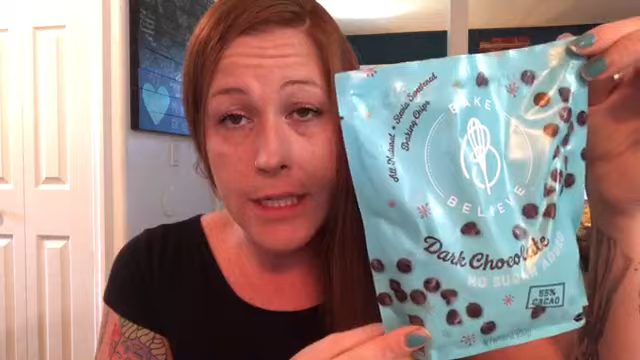 All Natural • Stevia Sweetened
Baking Chips
BAKE
BELIEVE
Dark Chocolate
NO SUGAR ADDED
55%
CACAO